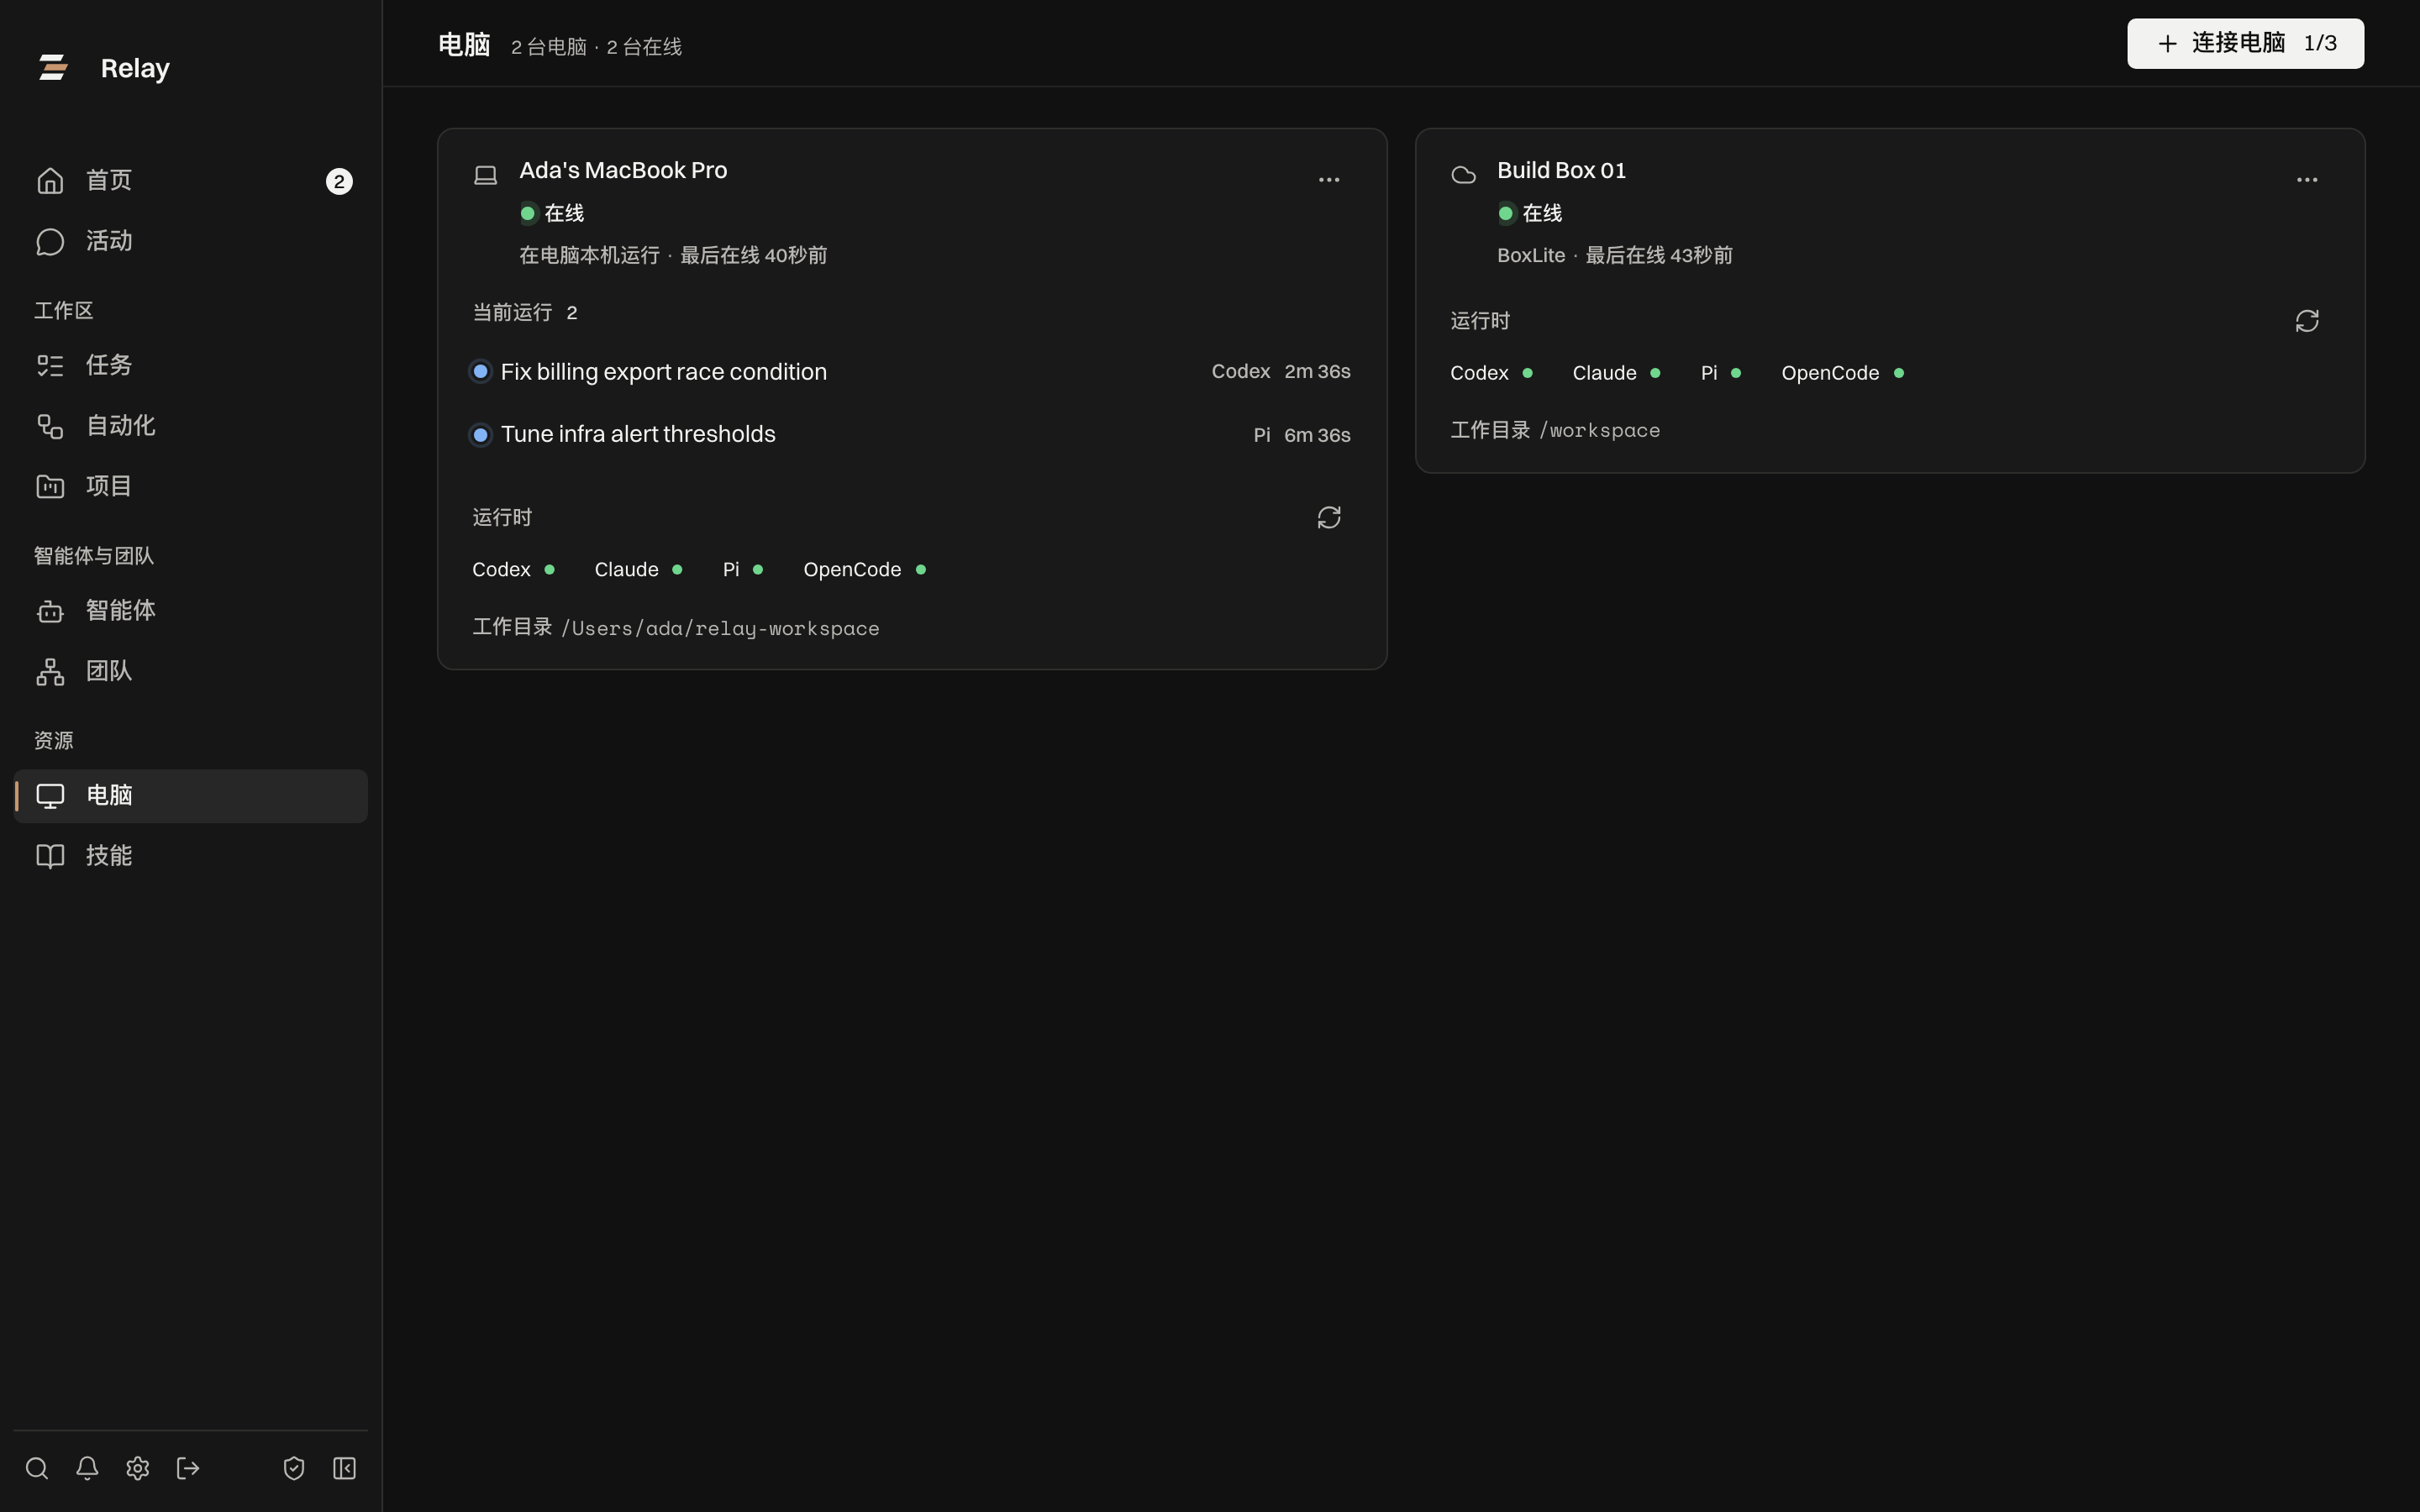 Relay
首页 2
活动
工作区
任务
自动化
项目
智能体与团队
智能体
团队
资源
电脑
技能
电脑 2 台电脑 · 2 台在线
连接电脑 1/3
Ada's MacBook Pro
在线
在电脑本机运行 · 最后在线 40秒前
当前运行 2
Fix billing export race condition Codex 2m 36s
Tune infra alert thresholds Pi 6m 36s
运行时
Codex Claude Pi OpenCode
工作目录 /Users/ada/relay-workspace
Build Box 01
在线
BoxLite · 最后在线 43秒前
运行时
Codex Claude Pi OpenCode
工作目录 /workspace